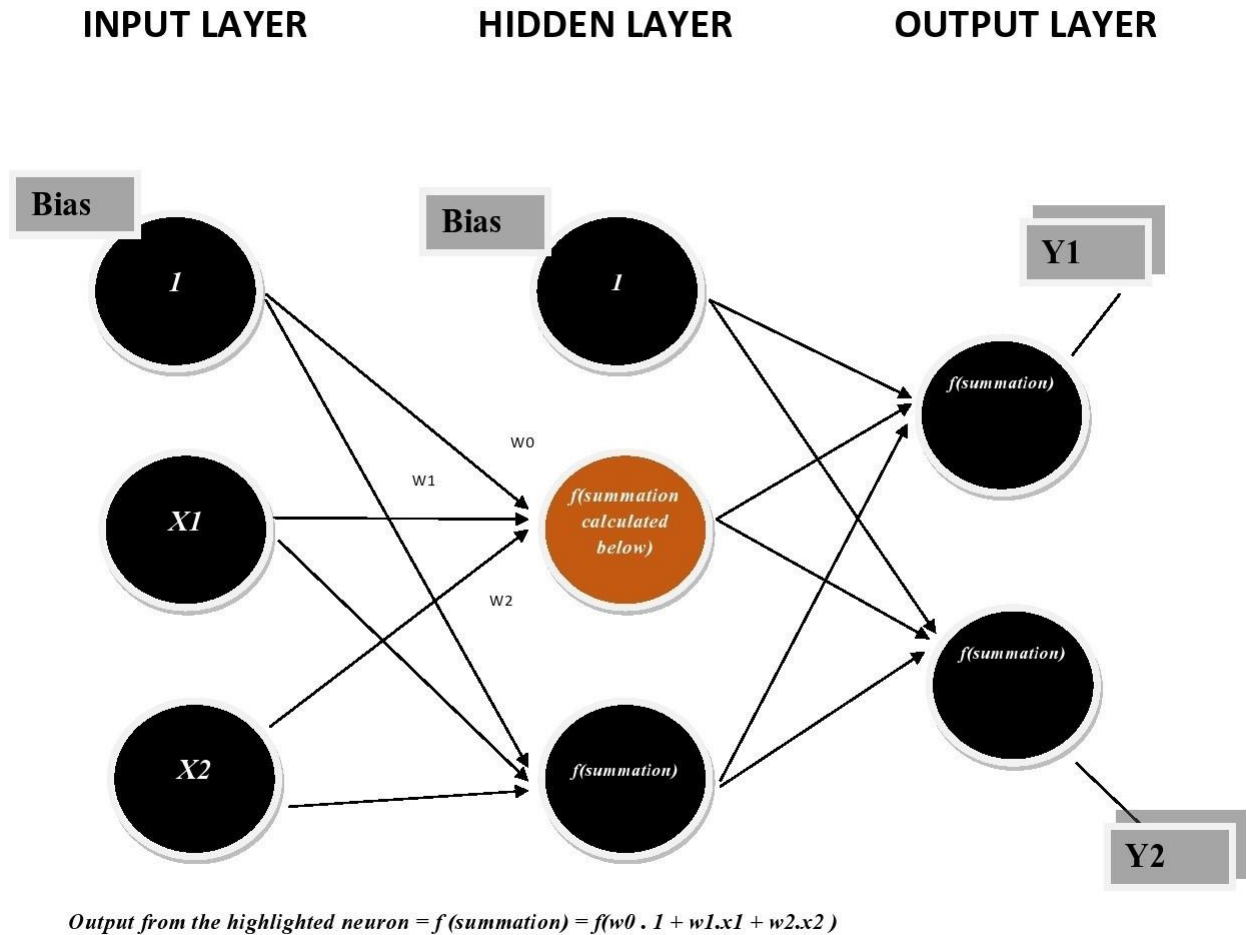 INPUT LAYER
HIDDEN LAYER
OUTPUT LAYER
Bias
1
Bias
1
Y1
f(summation)
W0
W1
X1
f(summation
calculated
below)
W2
f(summation)
X2
f(summation)
Y2
Output from the highlighted neuron = f (summation) = f(w0 . 1 + w1.x1 + w2.x2 )